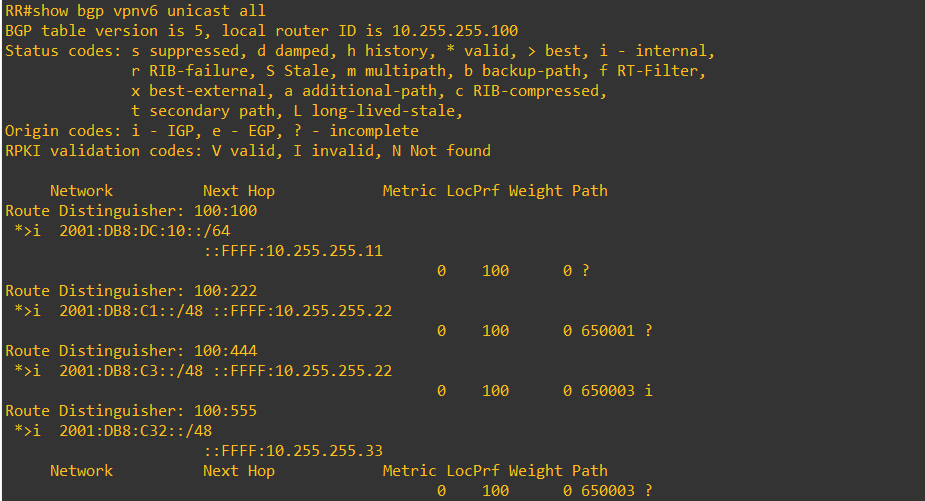 RR#show bgp vpnv6 unicast all
BGP table version is 5, local router ID is 10.255.255.100
Status codes: s suppressed, d damped, h history, * valid, > best, i - internal,
              r RIB-failure, S Stale, m multipath, b backup-path, f RT-Filter,
              x best-external, a additional-path, c RIB-compressed,
              t secondary path, L long-lived-stale,
Origin codes: i - IGP, e - EGP, ? - incomplete
RPKI validation codes: V valid, I invalid, N Not found

     Network          Next Hop            Metric LocPrf Weight Path
Route Distinguisher: 100:100
 *>i  2001:DB8:DC:10::/64
                      ::FFFF:10.255.255.11
                                                0    100      0 ?
Route Distinguisher: 100:222
 *>i  2001:DB8:C1::/48 ::FFFF:10.255.255.22
                                                0    100      0 650001 ?
Route Distinguisher: 100:444
 *>i  2001:DB8:C3::/48 ::FFFF:10.255.255.22
                                                0    100      0 650003 i
Route Distinguisher: 100:555
 *>i  2001:DB8:C32::/48
                      ::FFFF:10.255.255.33
     Network          Next Hop            Metric LocPrf Weight Path
                                                0    100      0 650003 ?